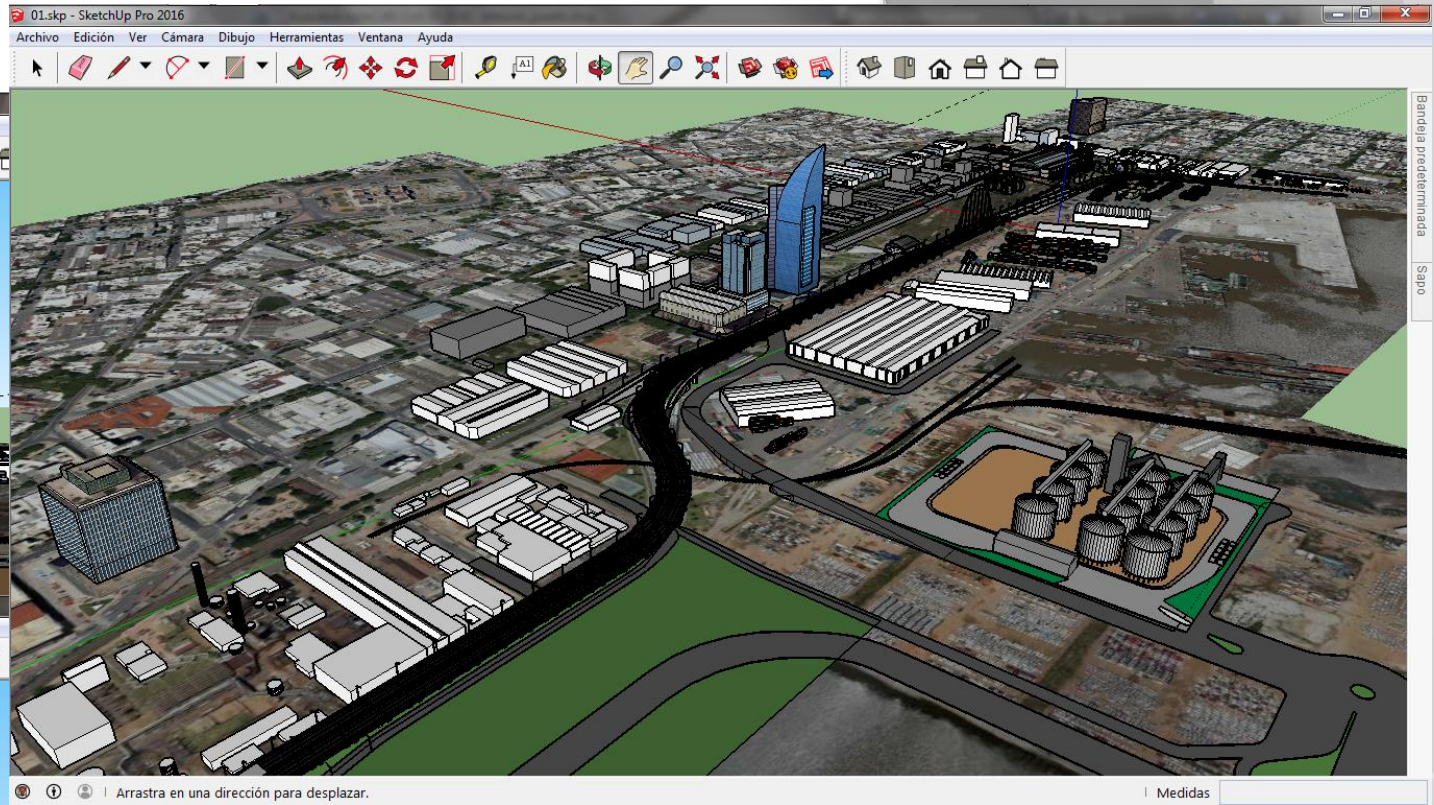 01.skp - SketchUp Pro 2016
Archivo Edición Ver Cámara Dibujo Herramientas Ventana Ayuda
A1
Bandeja predeterminada
Sapo
Arrastra en una dirección para desplazar.
Medidas